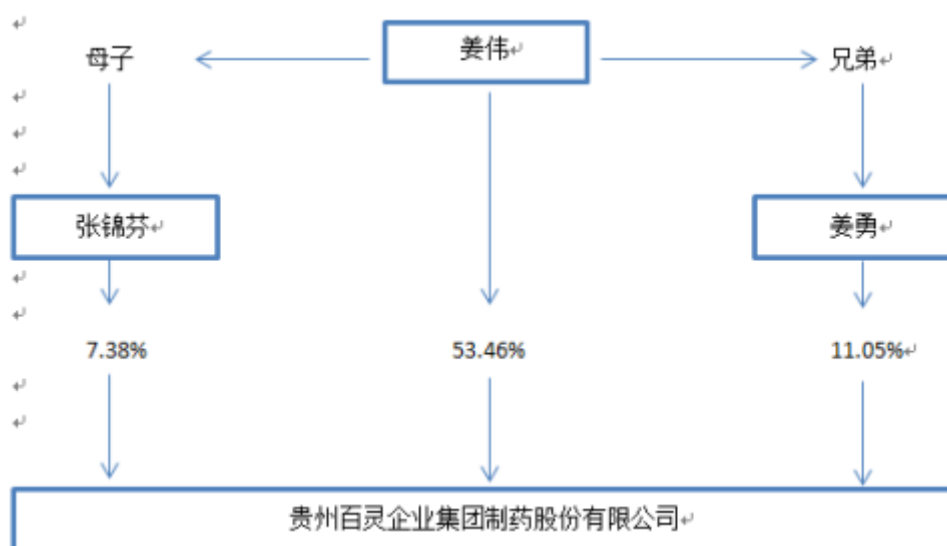 姜伟
母子
兄弟
张锦芬
姜勇
7.38%
53.46%
11.05%
贵州百灵企业集团制药股份有限公司